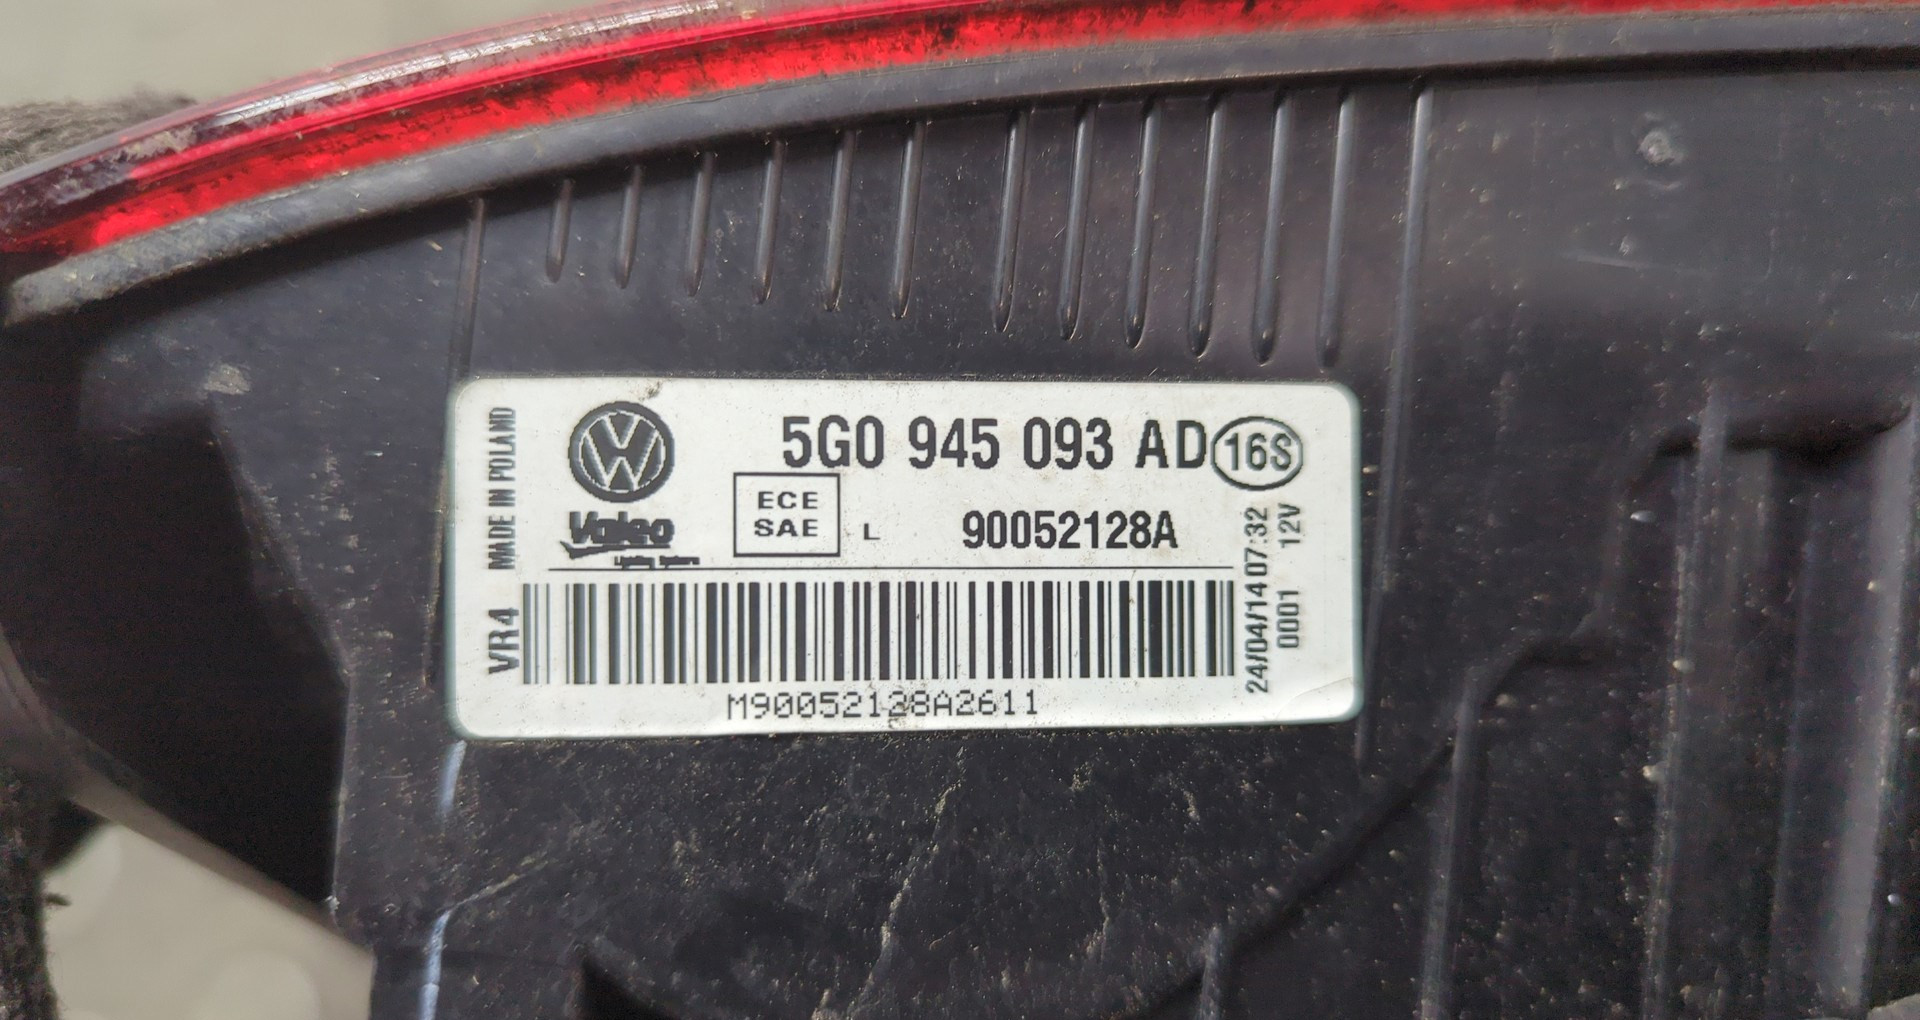 MADE IN POLAND
5G0 945 093 AD 16S
Valeo
ECE
SAE
L
90052128A
24/04/14 07:32
0001 12V
VR4
M90052128A2611